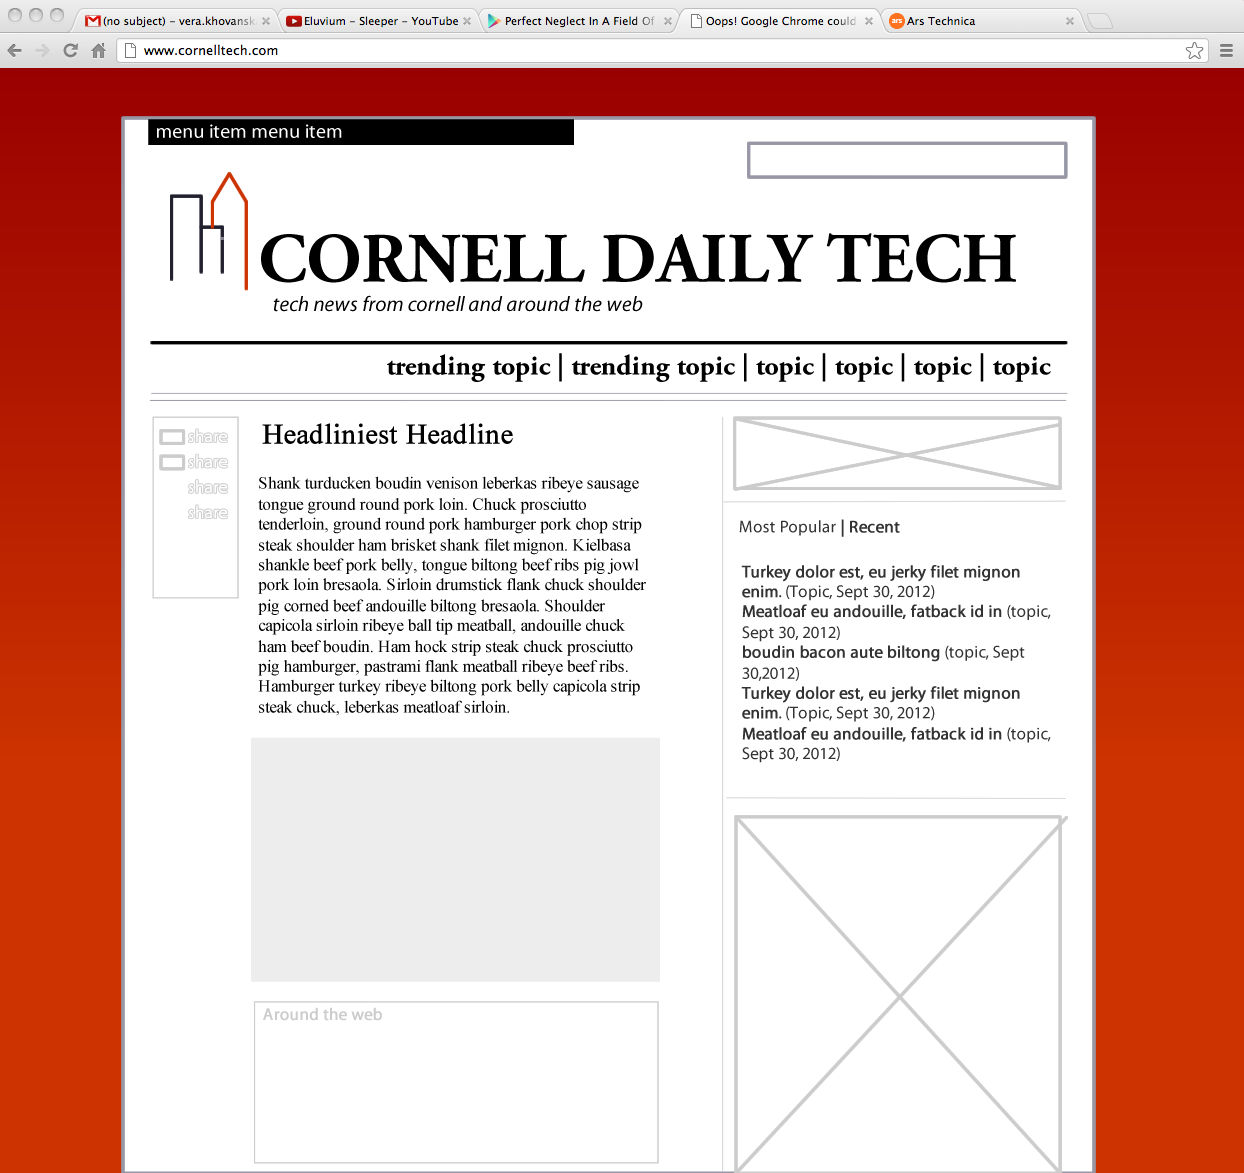 (no subject) – vera.khovansk
Eluvium – Sleeper – YouTube
Perfect Neglect In A Field Of
Oops! Google Chrome could
ars
Ars Technica
www.cornelltech.com
menu item menu item
CORNELL DAILY TECH
tech news from cornell and around the web
trending topic | trending topic | topic | topic | topic | topic
share
share
share
share
Headliniest Headline
Shank turducken boudin venison leberkas ribeye sausage
tongue ground round pork loin. Chuck prosciutto
tenderloin, ground round pork hamburger pork chop strip
steak shoulder ham brisket shank filet mignon. Kielbasa
shankle beef pork belly, tongue biltong beef ribs pig jowl
pork loin bresaola. Sirloin drumstick flank chuck shoulder
pig corned beef andouille biltong bresaola. Shoulder
capicola sirloin ribeye ball tip meatball, andouille chuck
ham beef boudin. Ham hock strip steak chuck prosciutto
pig hamburger, pastrami flank meatball ribeye beef ribs.
Hamburger turkey ribeye biltong pork belly capicola strip
steak chuck, leberkas meatloaf sirloin.
Around the web
Most Popular | Recent
Turkey dolor est, eu jerky filet mignon
enim. (Topic, Sept 30, 2012)
Meatloaf eu andouille, fatback id in (topic,
Sept 30, 2012)
boudin bacon aute biltong (topic, Sept
30,2012)
Turkey dolor est, eu jerky filet mignon
enim. (Topic, Sept 30, 2012)
Meatloaf eu andouille, fatback id in (topic,
Sept 30, 2012)